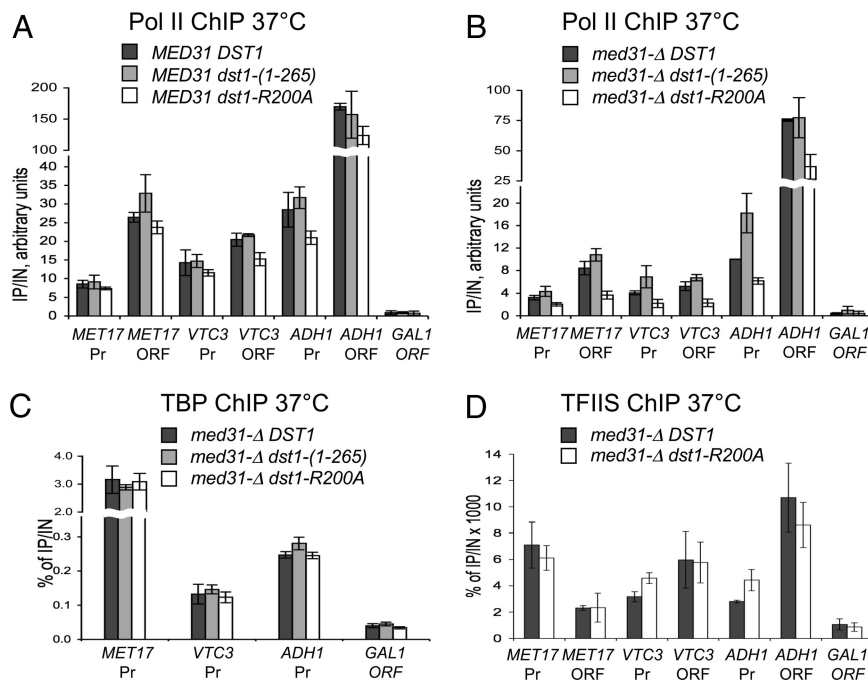 A
Pol II ChIP 37°C
MED31 DST1
MED31 dst1-(1-265)
MED31 dst1-R200A
IP/IN, arbitrary units
200
150
100
40
35
30
25
20
15
10
5
0
MET17 MET17 VTC3 VTC3 ADH1 ADH1 GAL1
Pr ORF Pr ORF Pr ORF ORF
B
Pol II ChIP 37°C
med31-Δ DST1
med31-Δ dst1-(1-265)
med31-Δ dst1-R200A
IP/IN, arbitrary units
100
75
50
25
20
16
12
8
4
0
MET17 MET17 VTC3 VTC3 ADH1 ADH1 GAL1
Pr ORF Pr ORF Pr ORF ORF
C
TBP ChIP 37°C
med31-Δ DST1
med31-Δ dst1-(1-265)
med31-Δ dst1-R200A
% of IP/IN
4.0
3.0
2.0
0.3
0.2
0.1
0.0
MET17 VTC3 ADH1 GAL1
Pr Pr Pr ORF
D
TFIIS ChIP 37°C
med31-Δ DST1
med31-Δ dst1-R200A
% of IP/IN x 1000
14
12
10
8
6
4
2
0
MET17 MET17 VTC3 VTC3 ADH1 ADH1 GAL1
Pr ORF Pr ORF Pr ORF ORF